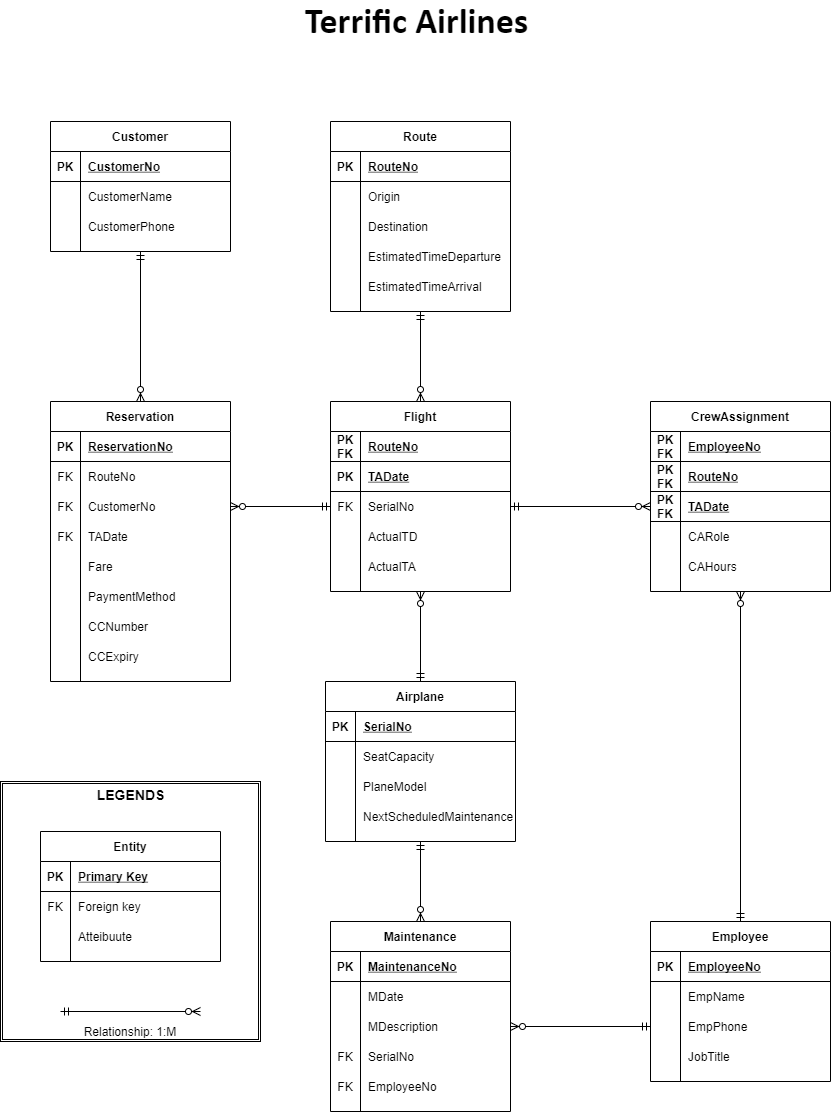 Terrific Airlines
Customer
PK CustomerNo
CustomerName
CustomerPhone
Route
PK RouteNo
Origin
Destination
EstimatedTimeDeparture
EstimatedTimeArrival
Reservation
PK ReservationNo
FK RouteNo
FK CustomerNo
FK TADate
Fare
PaymentMethod
CCNumber
CCExpiry
Flight
PK
FK RouteNo
PK TADate
FK SerialNo
ActualTD
ActualTA
CrewAssignment
PK
FK EmployeeNo
PK
FK RouteNo
PK
FK TADate
CARole
CAHours
Airplane
PK SerialNo
SeatCapacity
PlaneModel
NextScheduledMaintenance
LEGENDS
Entity
PK Primary Key
FK Foreign key
Atteibuute
Relationship: 1:M
Maintenance
PK MaintenanceNo
MDate
MDescription
FK SerialNo
FK EmployeeNo
Employee
PK EmployeeNo
EmpName
EmpPhone
JobTitle